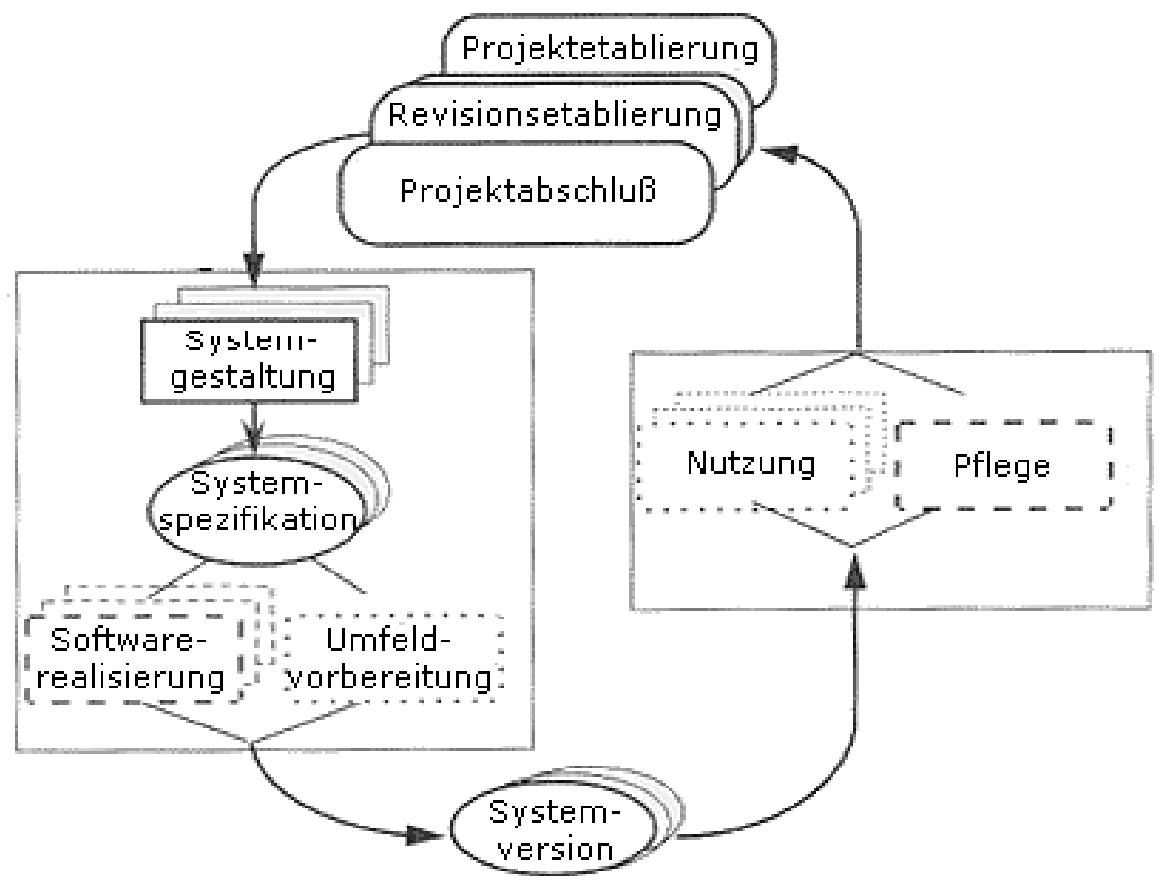 Projektetablierung
Revisionsetablierung
Projektabschluß
System-
gestaltung
System-
spezifikation
Software-
realisierung
Umfeld-
vorbereitung
Nutzung
Pflege
System-
version